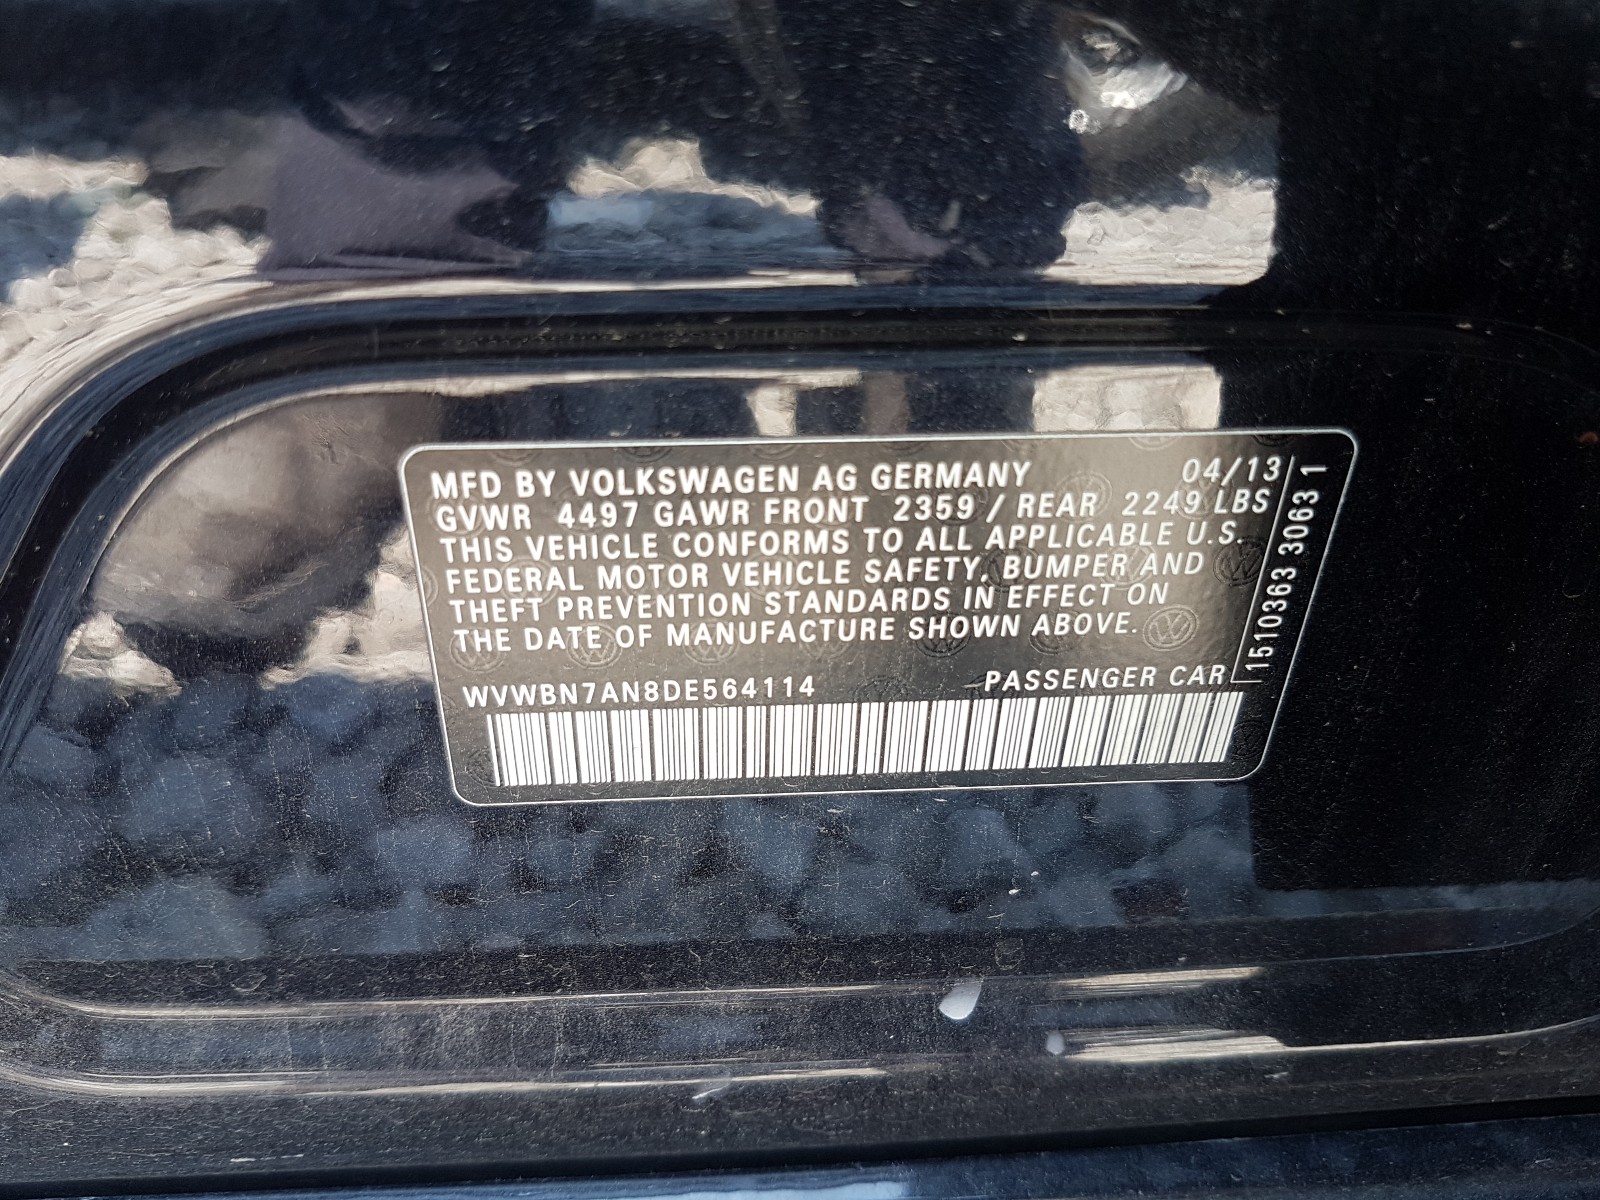 MFD BY VOLKSWAGEN AG GERMANY 04/13
GVWR 4497 GAWR FRONT 2359 / REAR 2249 LBS
THIS VEHICLE CONFORMS TO ALL APPLICABLE U.S.
FEDERAL MOTOR VEHICLE SAFETY, BUMPER AND
THEFT PREVENTION STANDARDS IN EFFECT ON
THE DATE OF MANUFACTURE SHOWN ABOVE.
WVWBN7AN8DE564114 PASSENGER CAR
1510363 3063 1